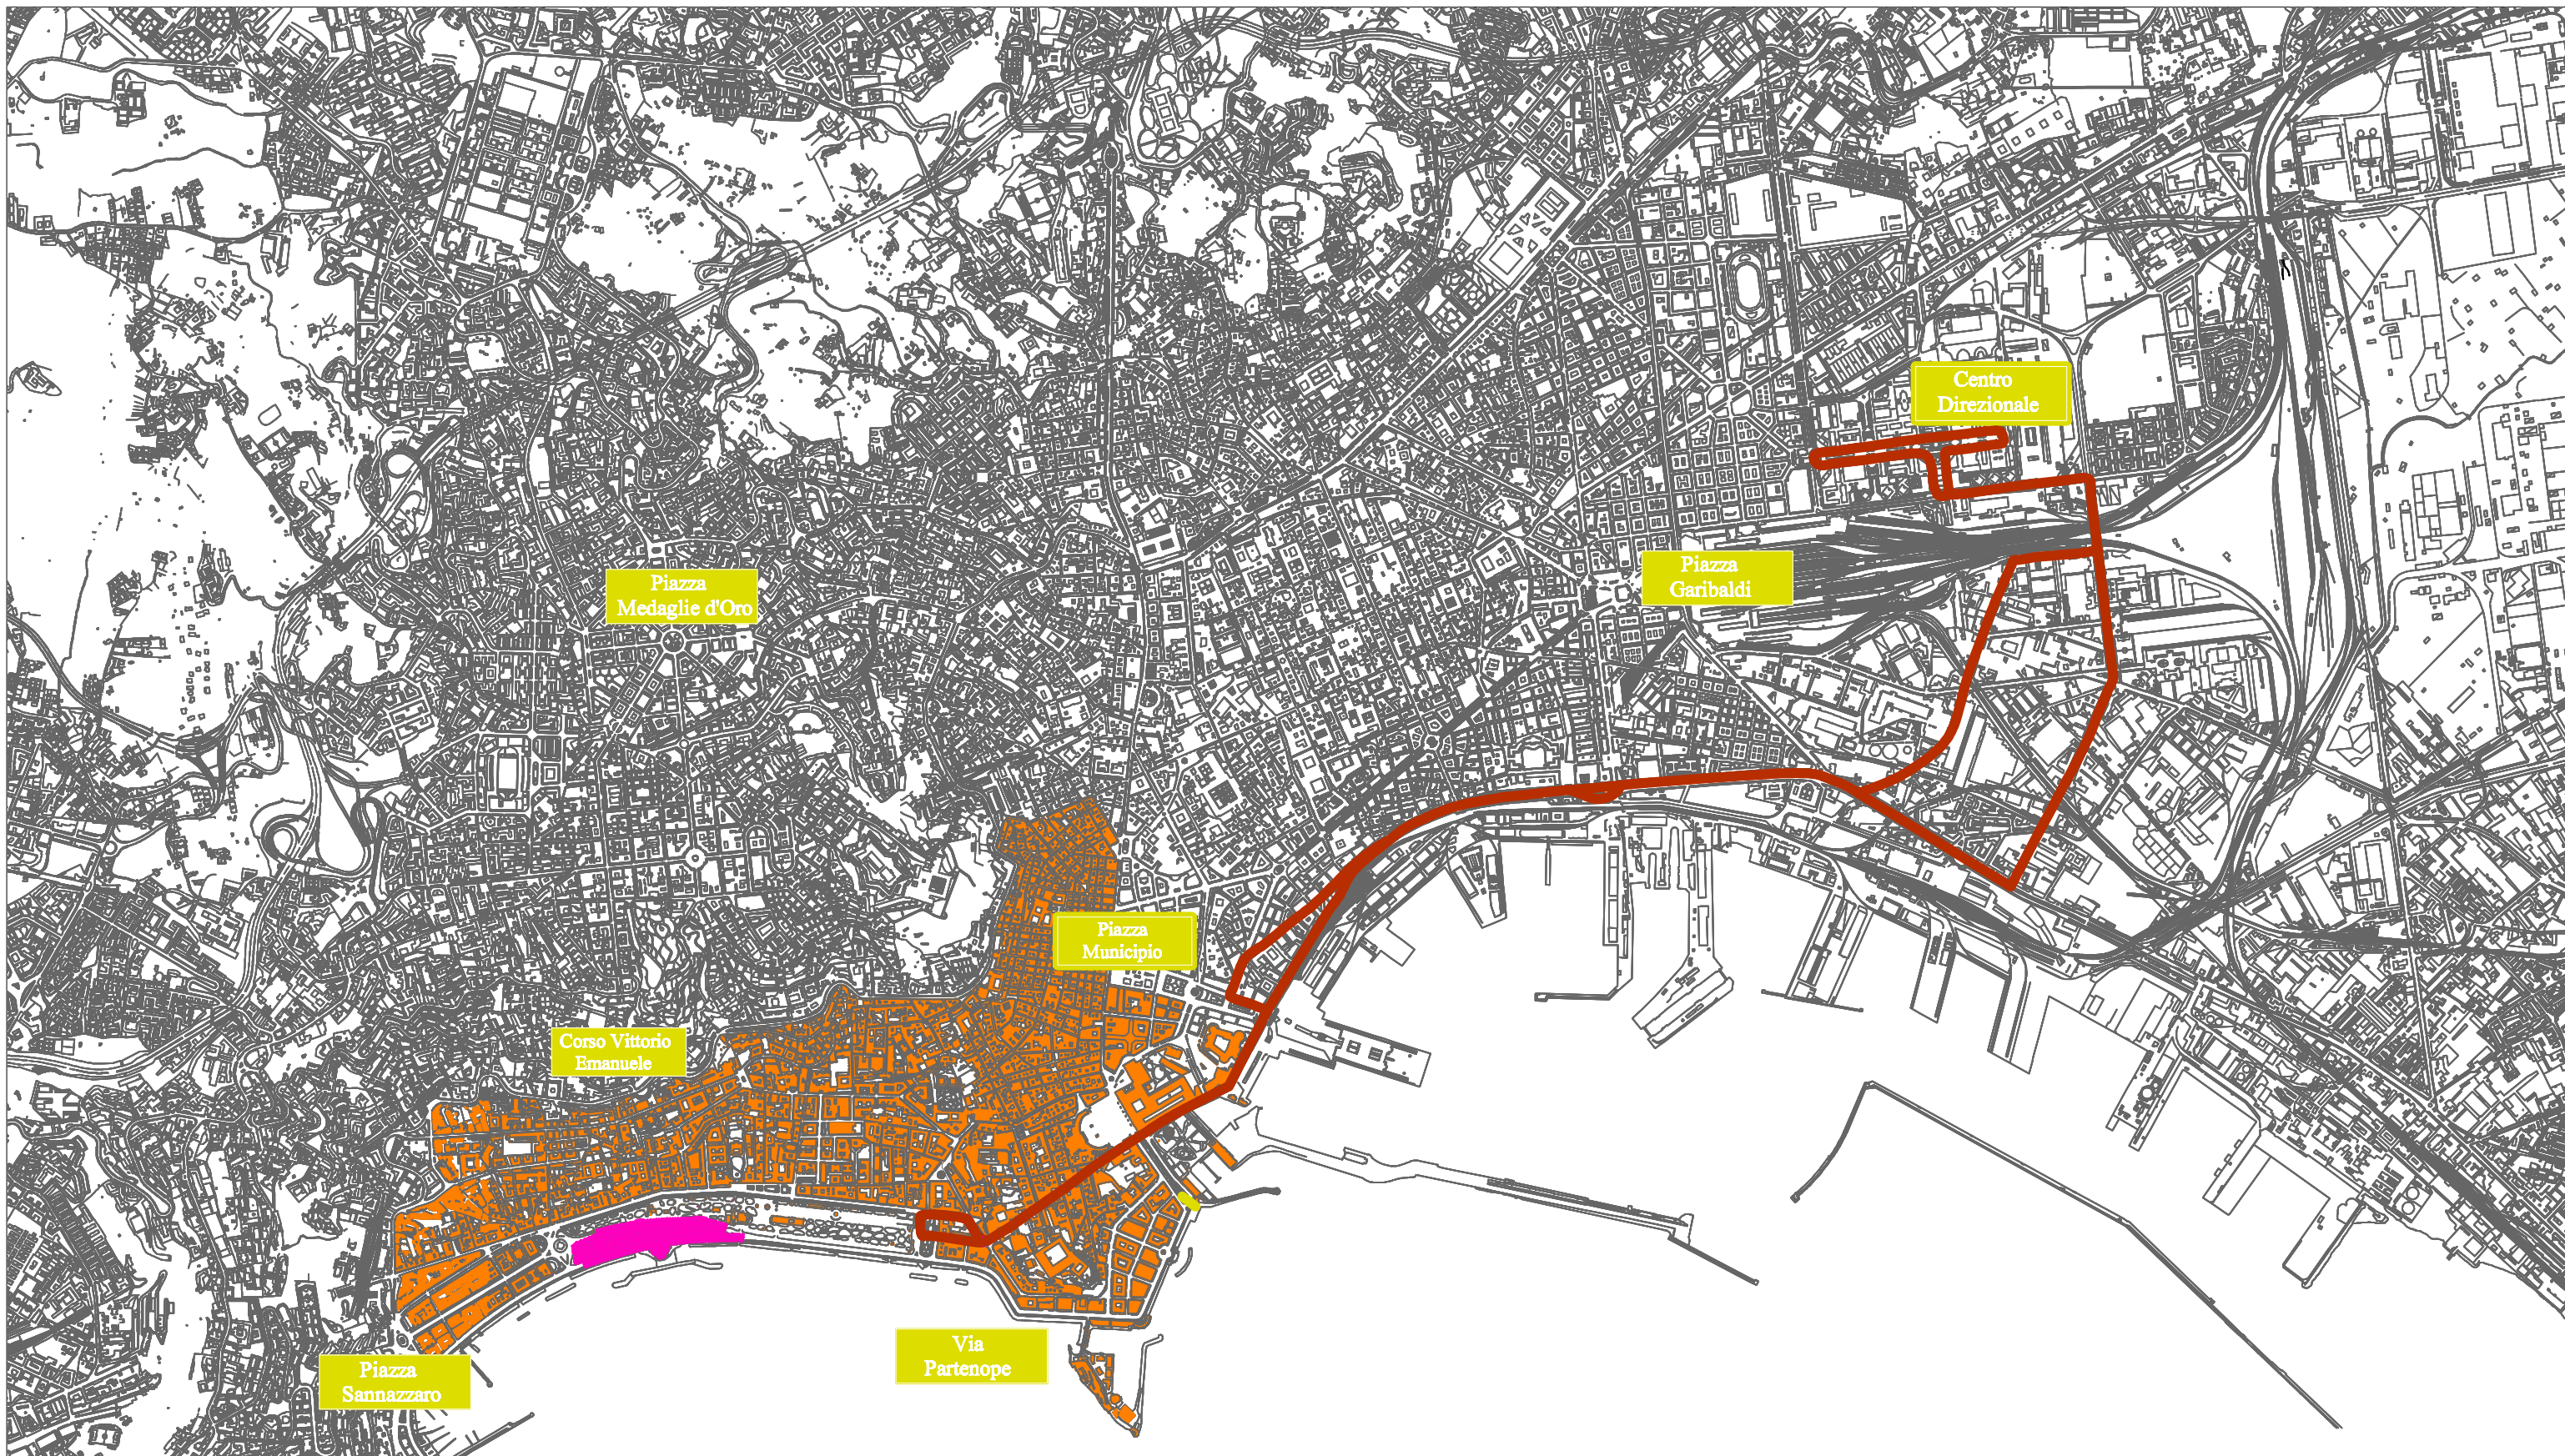 Centro
Direzionale
Piazza
Garibaldi
Piazza
Medaglie d'Oro
Piazza
Municipio
Corso Vittorio
Emanuele
Via
Partenope
Piazza
Sannazzaro